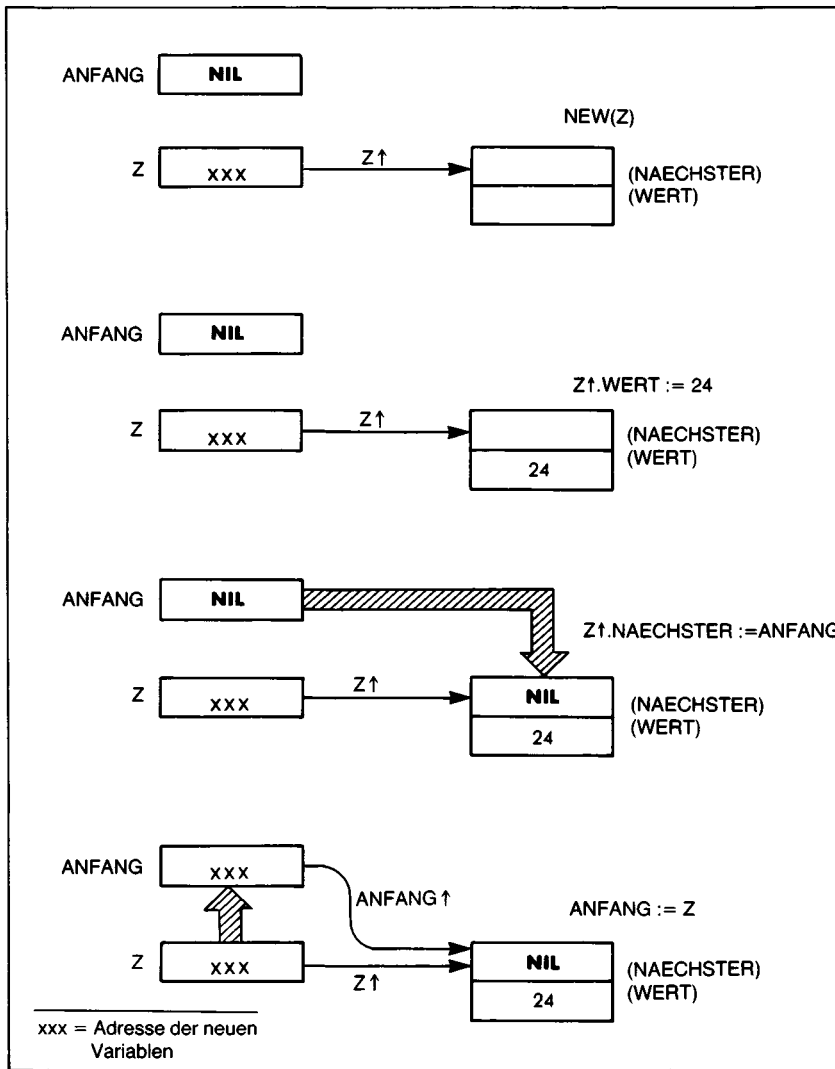 ANFANG NIL
NEW(Z)
Z xxx Z↑ (NAECHSTER)
(WERT)
ANFANG NIL
Z↑.WERT := 24
Z xxx Z↑ (NAECHSTER)
24 (WERT)
ANFANG NIL
Z↑.NAECHSTER :=ANFANG
Z xxx Z↑ NIL (NAECHSTER)
24 (WERT)
ANFANG xxx
ANFANG↑
ANFANG := Z
Z xxx Z↑ NIL (NAECHSTER)
24 (WERT)
xxx = Adresse der neuen
Variablen